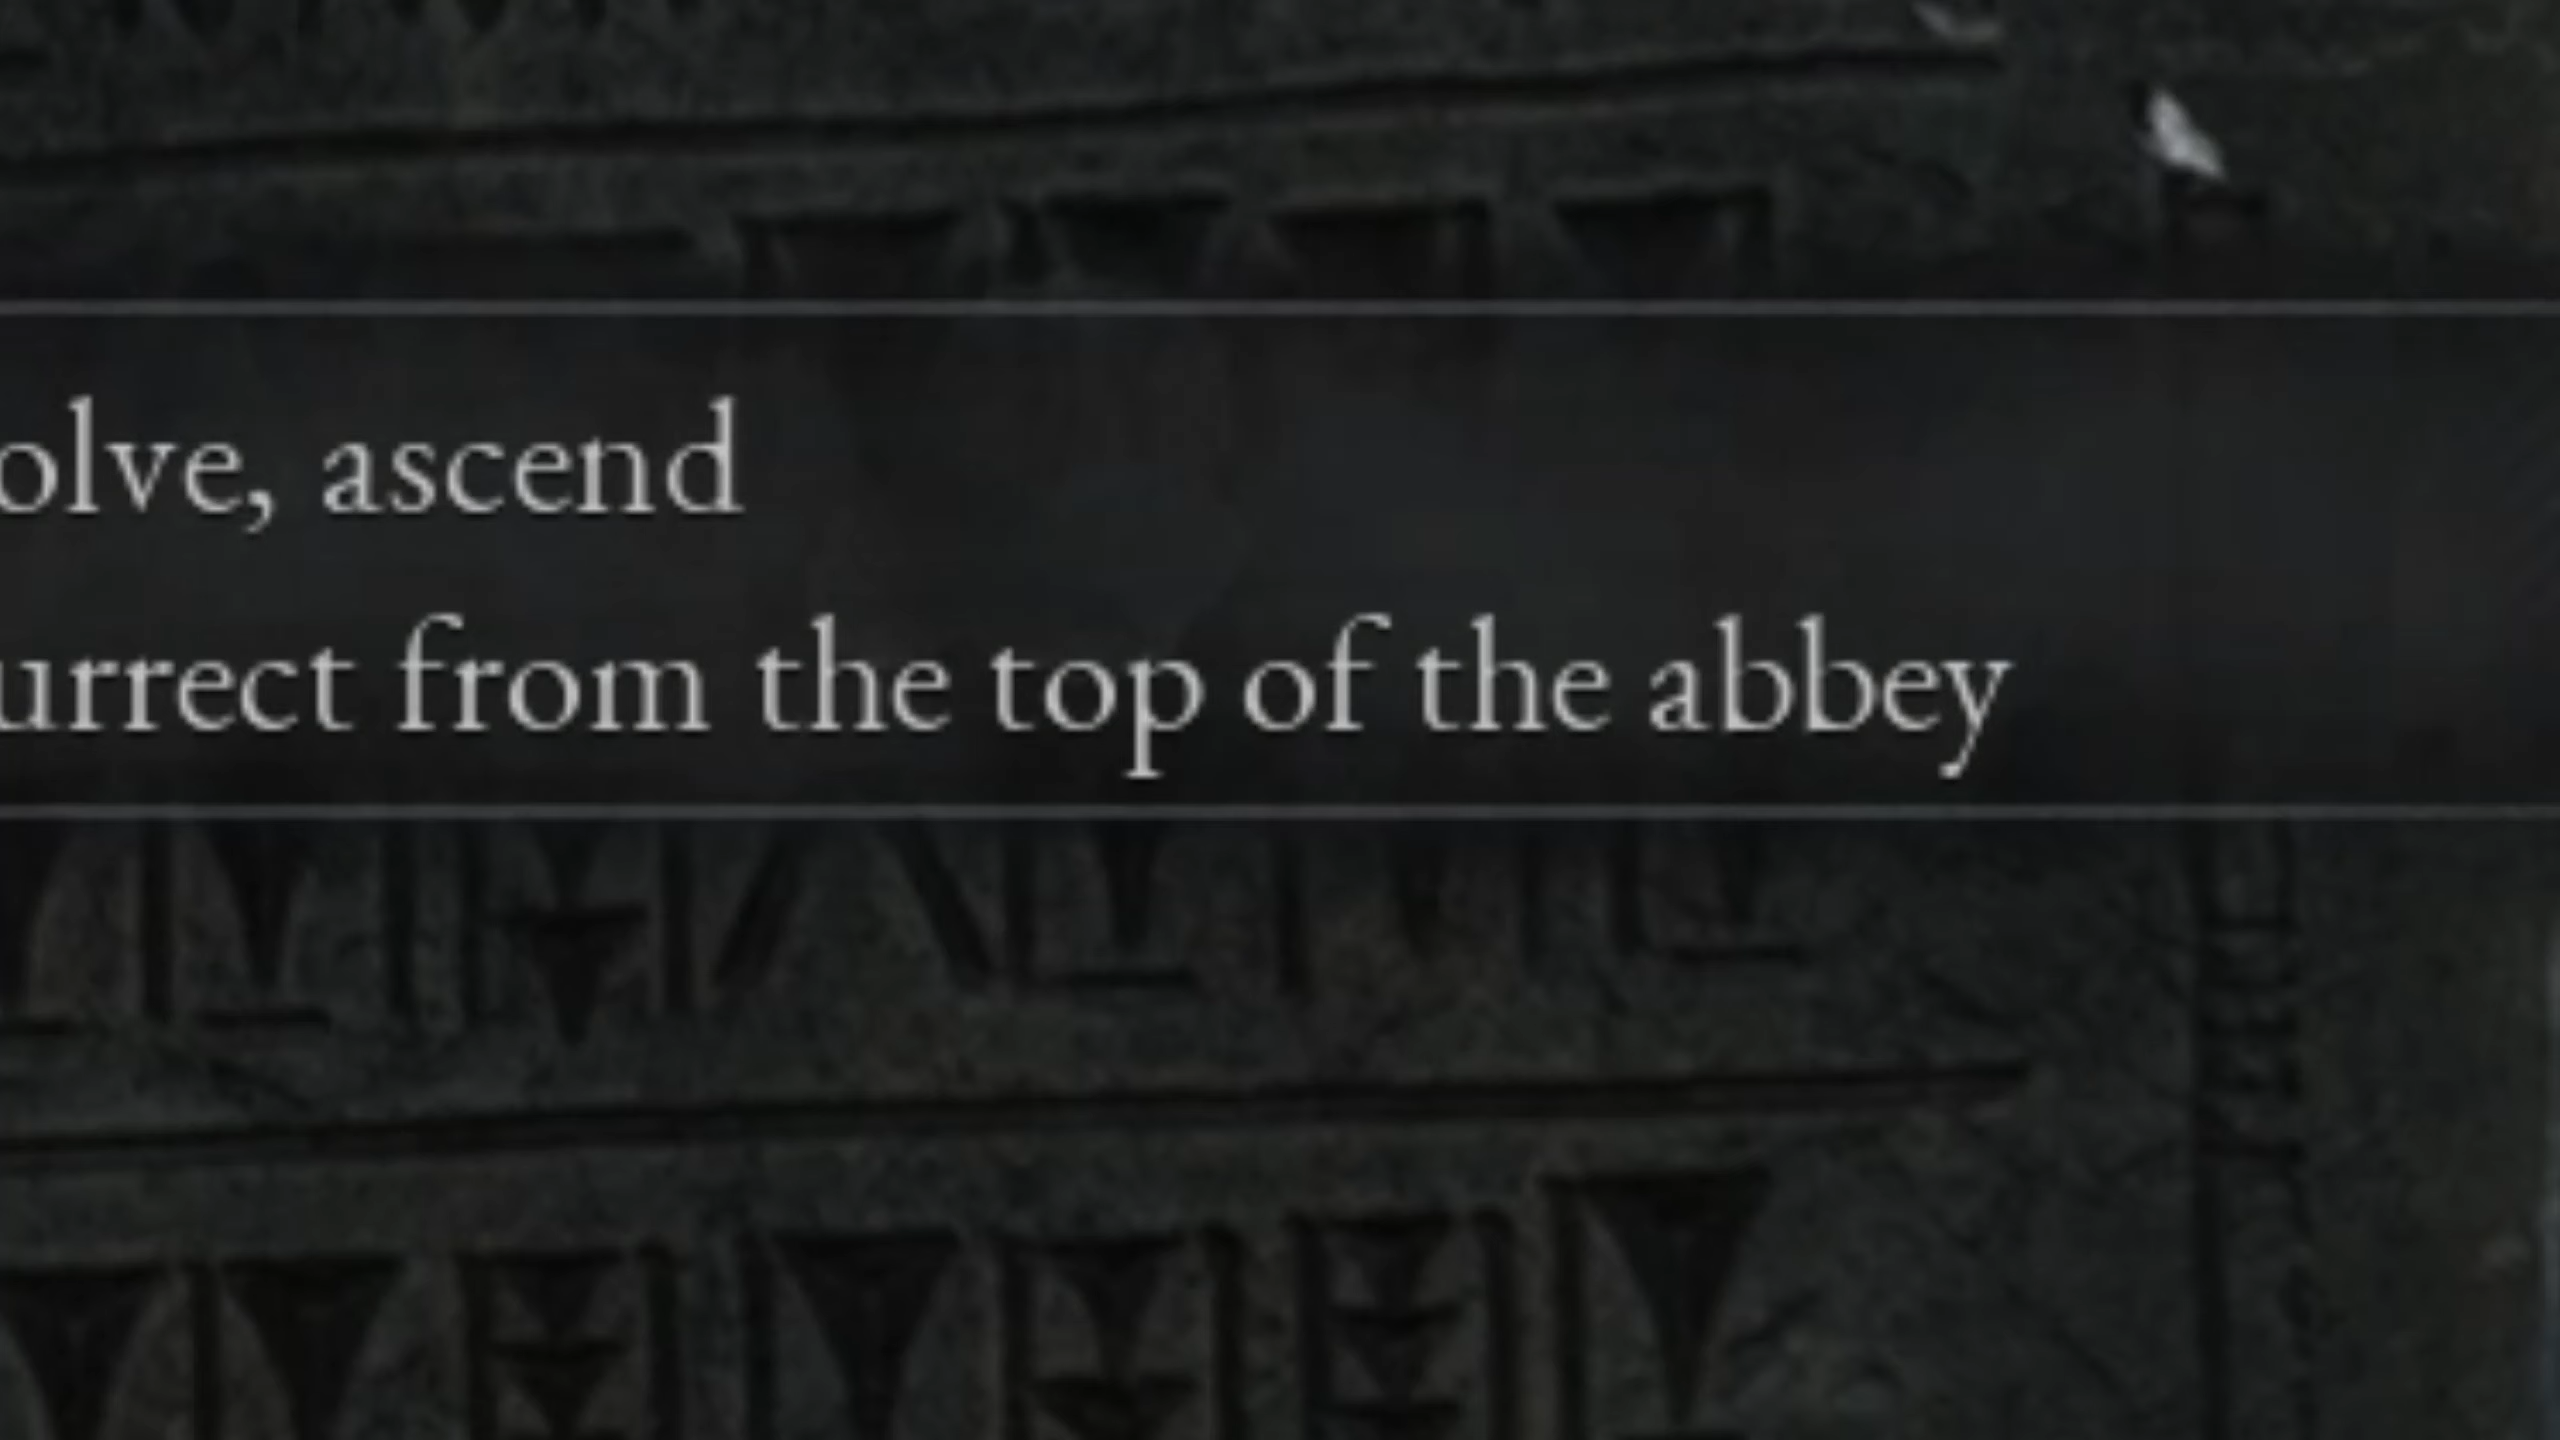 olve, ascend
urrect from the top of the abbey